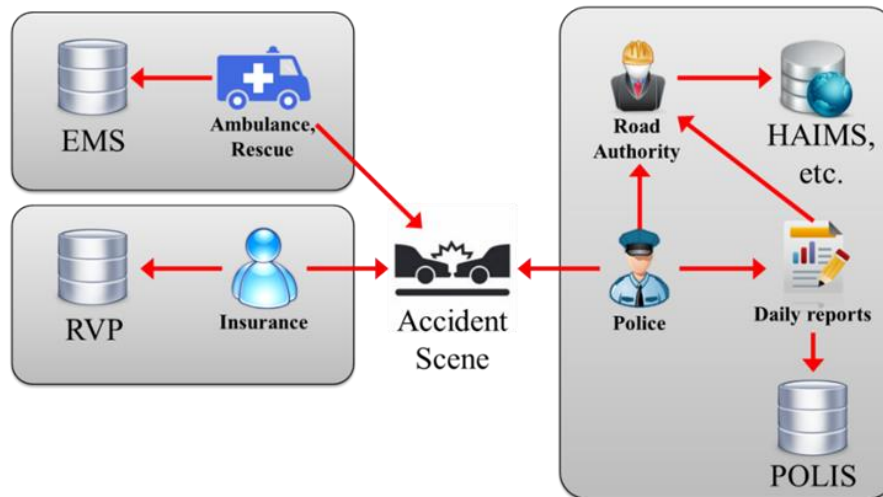 EMS
Ambulance,
Rescue
RVP
Insurance
Accident
Scene
Road
Authority
HAIMS,
etc.
Police
Daily reports
POLIS